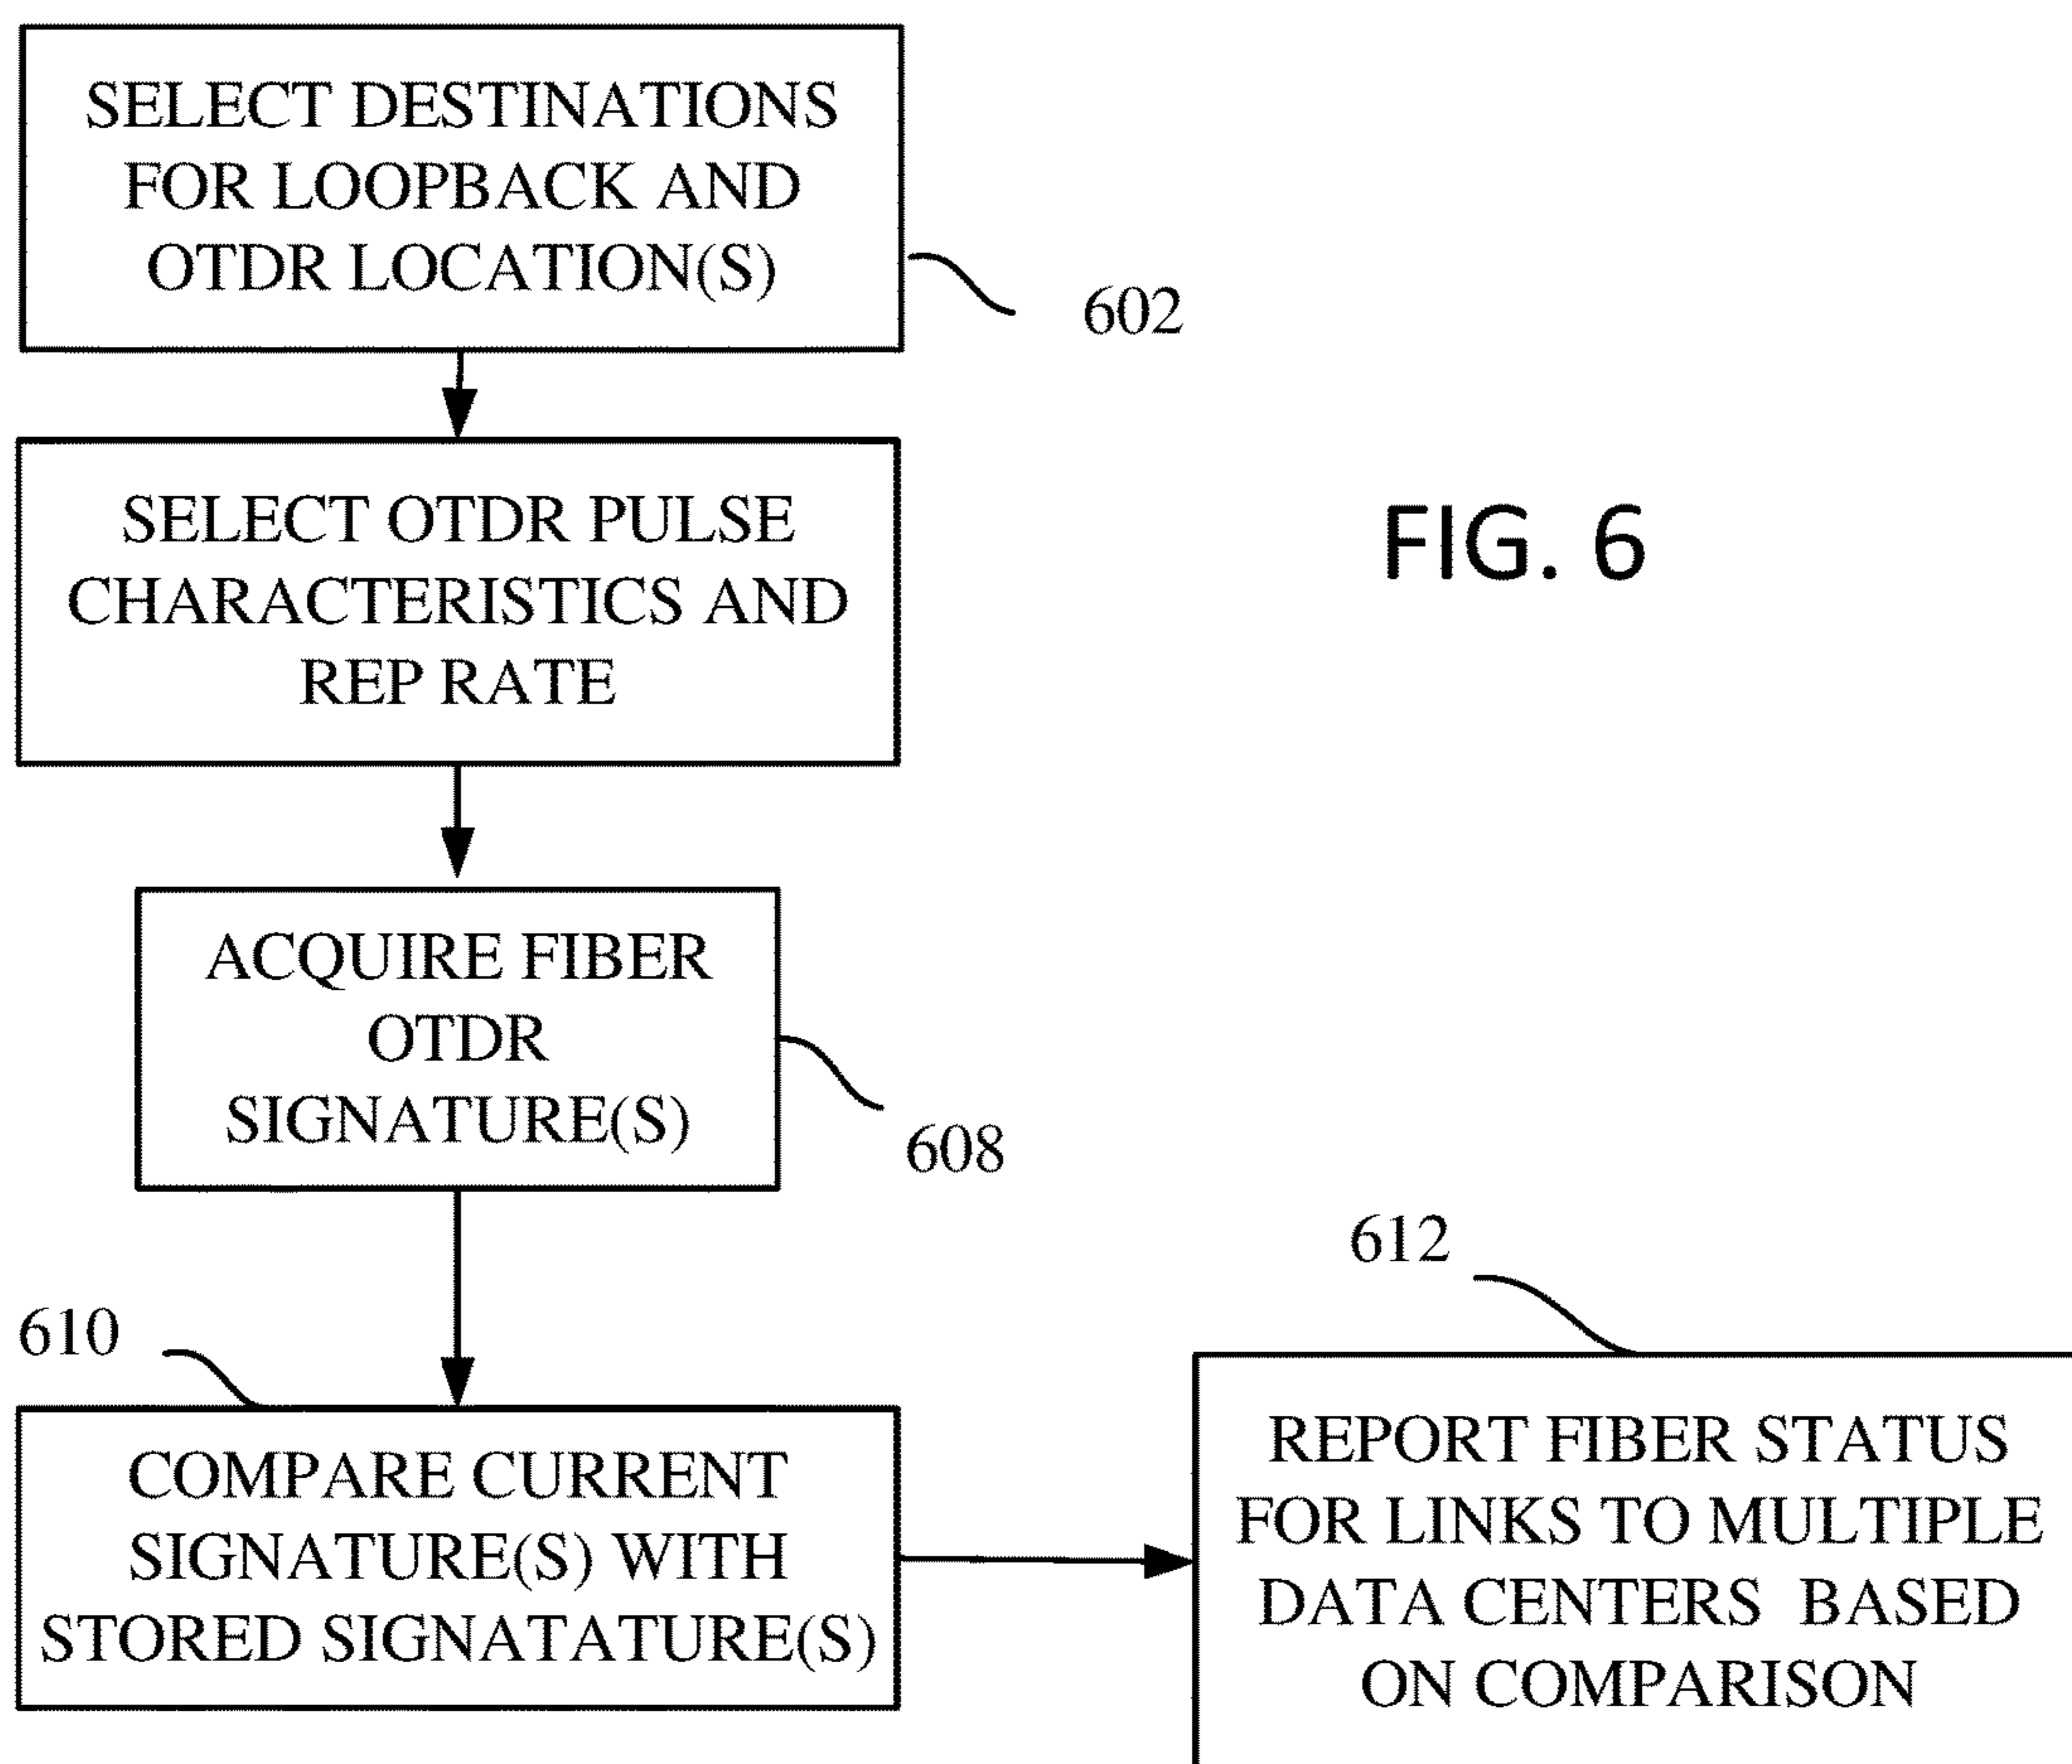 SELECT DESTINATIONS
FOR LOOPBACK AND
OTDR LOCATION(S)
602
SELECT OTDR PULSE
CHARACTERISTICS AND
REP RATE
FIG. 6
ACQUIRE FIBER
OTDR
SIGNATURE(S)
608
610
COMPARE CURRENT
SIGNATURE(S) WITH
STORED SIGNATATURE(S)
612
REPORT FIBER STATUS
FOR LINKS TO MULTIPLE
DATA CENTERS BASED
ON COMPARISON